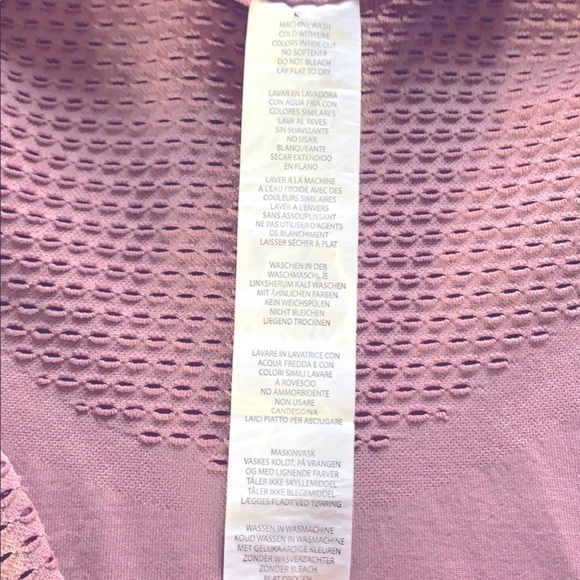 MACHINE WASH
COLD WITH LIKE
COLORS INSIDE OUT
NO SOFTENER
DO NOT BLEACH
LAY FLAT TO DRY
LAVAR EN LAVADORA
CON AGUA FRIA CON
COLORES SIMILARES
LAVA AL REVES
SIN SUAVIZANTE
NO USAR
BLANQUEANTE
SECAR EXTENDIDO
EN PLANO
LAVER A LA MACHINE
A L'EAU FROIDE AVEC DES
COULEURS SIMILAIRES
LAVER A L'ENVERS
SANS ASSOUPLISSANT
NE PAS UTILISER D'AGENTS
DE BLANCHIMENT
LAISSER SÉCHER À PLAT
WASCHEN IN DER
WASCHMASCHIJE
LINKSHERUM KALT WASCHEN
MIT ÄHNLICHEN FARBEN
KEIN WEICHSPÜLEN
NICHT BLEICHEN
LIEGEND TROCKNEN
LAVARE IN LAVATRICE CON
ACQUA FREDDA E CON
COLORI SIMILI LAVARE
A ROVESCIO
NO AMMORBIDENTE
NON USARE
CANDEGGINA
LAICI PIATTO PER ASCIUGARE
MASKINVASK
VASKES KOLDT, PÅ VRANGEN
OG MED LIGNENDE FARVER
TÅLER IKKE SKYLLEMIDDEL
TÅLER IKKE BLEGEMIDDEL
LÆGGES FLADT VED TØRRING
WASSEN IN WASMACHINE
KOUD WASSEN IN WASMACHINE
MET GELIJKAARDIGE KLEUREN
ZONDER WASVERZACHTER
ZONDER BLEACH
PLAT DROGEN